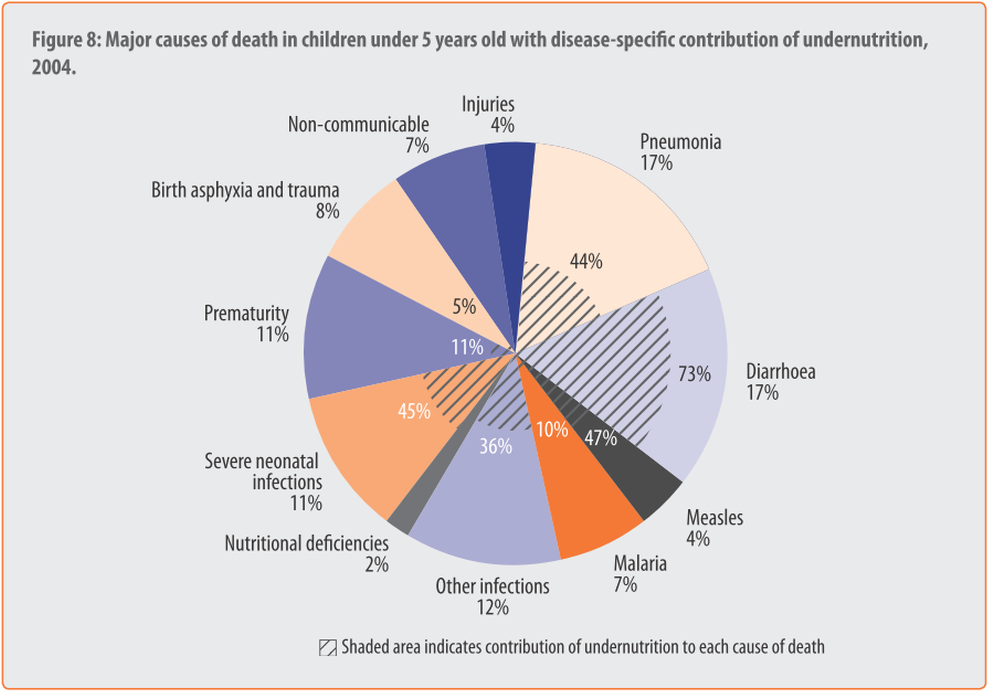 Figure 8: Major causes of death in children under 5 years old with disease-specific contribution of undernutrition,
2004.
Injuries
4%
Non-communicable
7%
Pneumonia
17%
Birth asphyxia and trauma
8%
44%
5%
Prematurity
11%
11%
73%
Diarrhoea
17%
45%
10%
47%
36%
Severe neonatal
infections
11%
Measles
4%
Nutritional deficiencies
2%
Malaria
7%
Other infections
12%
Shaded area indicates contribution of undernutrition to each cause of death